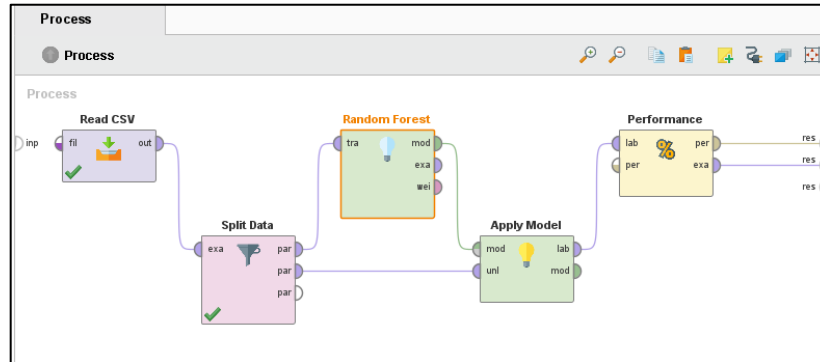 Process
Process
Process
Read CSV
inp
fil
out
Random Forest
tra
mod
exa
wei
Performance
lab
per
per
exa
%
res
res
res
Split Data
exa
par
par
par
Apply Model
mod
lab
unl
mod